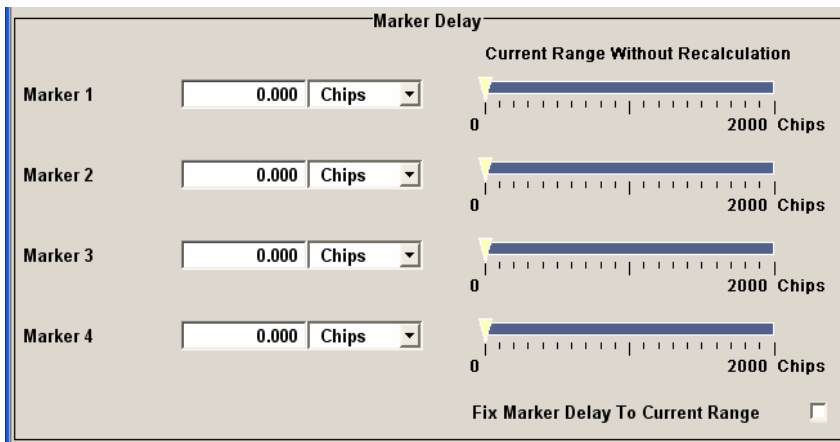 Marker Delay
Current Range Without Recalculation
Marker 1 0.000 Chips
0 2000 Chips
Marker 2 0.000 Chips
0 2000 Chips
Marker 3 0.000 Chips
0 2000 Chips
Marker 4 0.000 Chips
0 2000 Chips
Fix Marker Delay To Current Range